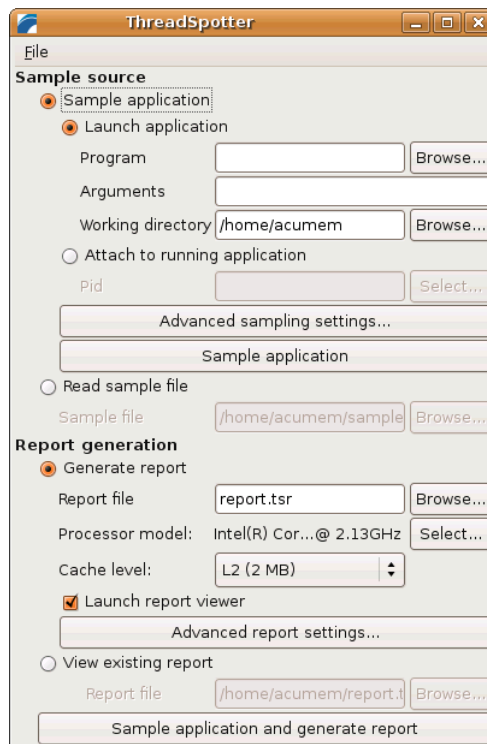 ThreadSpotter
File
Sample source
Sample application
Launch application
Program Browse...
Arguments
Working directory /home/acumem Browse...
Attach to running application
Pid Select...
Advanced sampling settings...
Sample application
Read sample file
Sample file /home/acumem/sample Browse...
Report generation
Generate report
Report file report.tsr Browse...
Processor model: Intel(R) Cor...@ 2.13GHz Select...
Cache level: L2 (2 MB)
Launch report viewer
Advanced report settings...
View existing report
Report file /home/acumem/report.t Browse...
Sample application and generate report